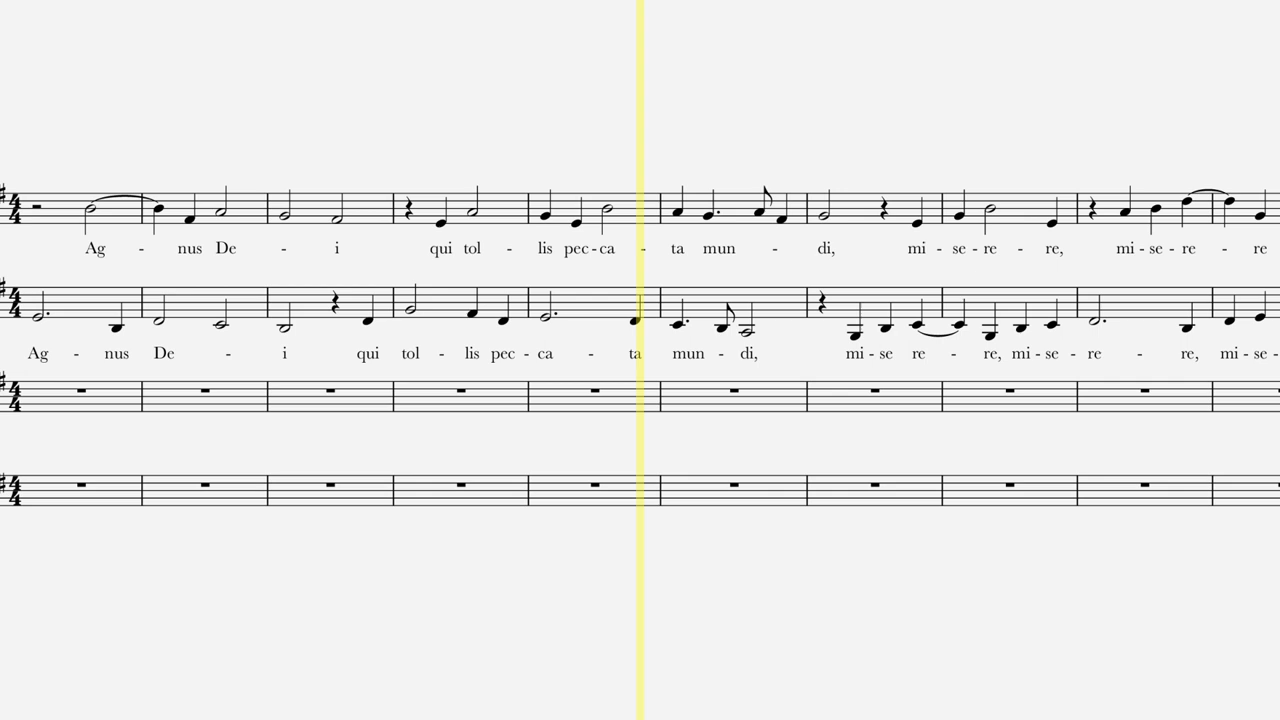 Ag - nus De - i qui tol - lis pec - ca - ta mun - di, mi - se - re - re, mi - se - re - re
Ag - nus De - i qui tol - lis pec - ca - ta mun - di, mi - se re - re, mi - se - re - re, mi - se -